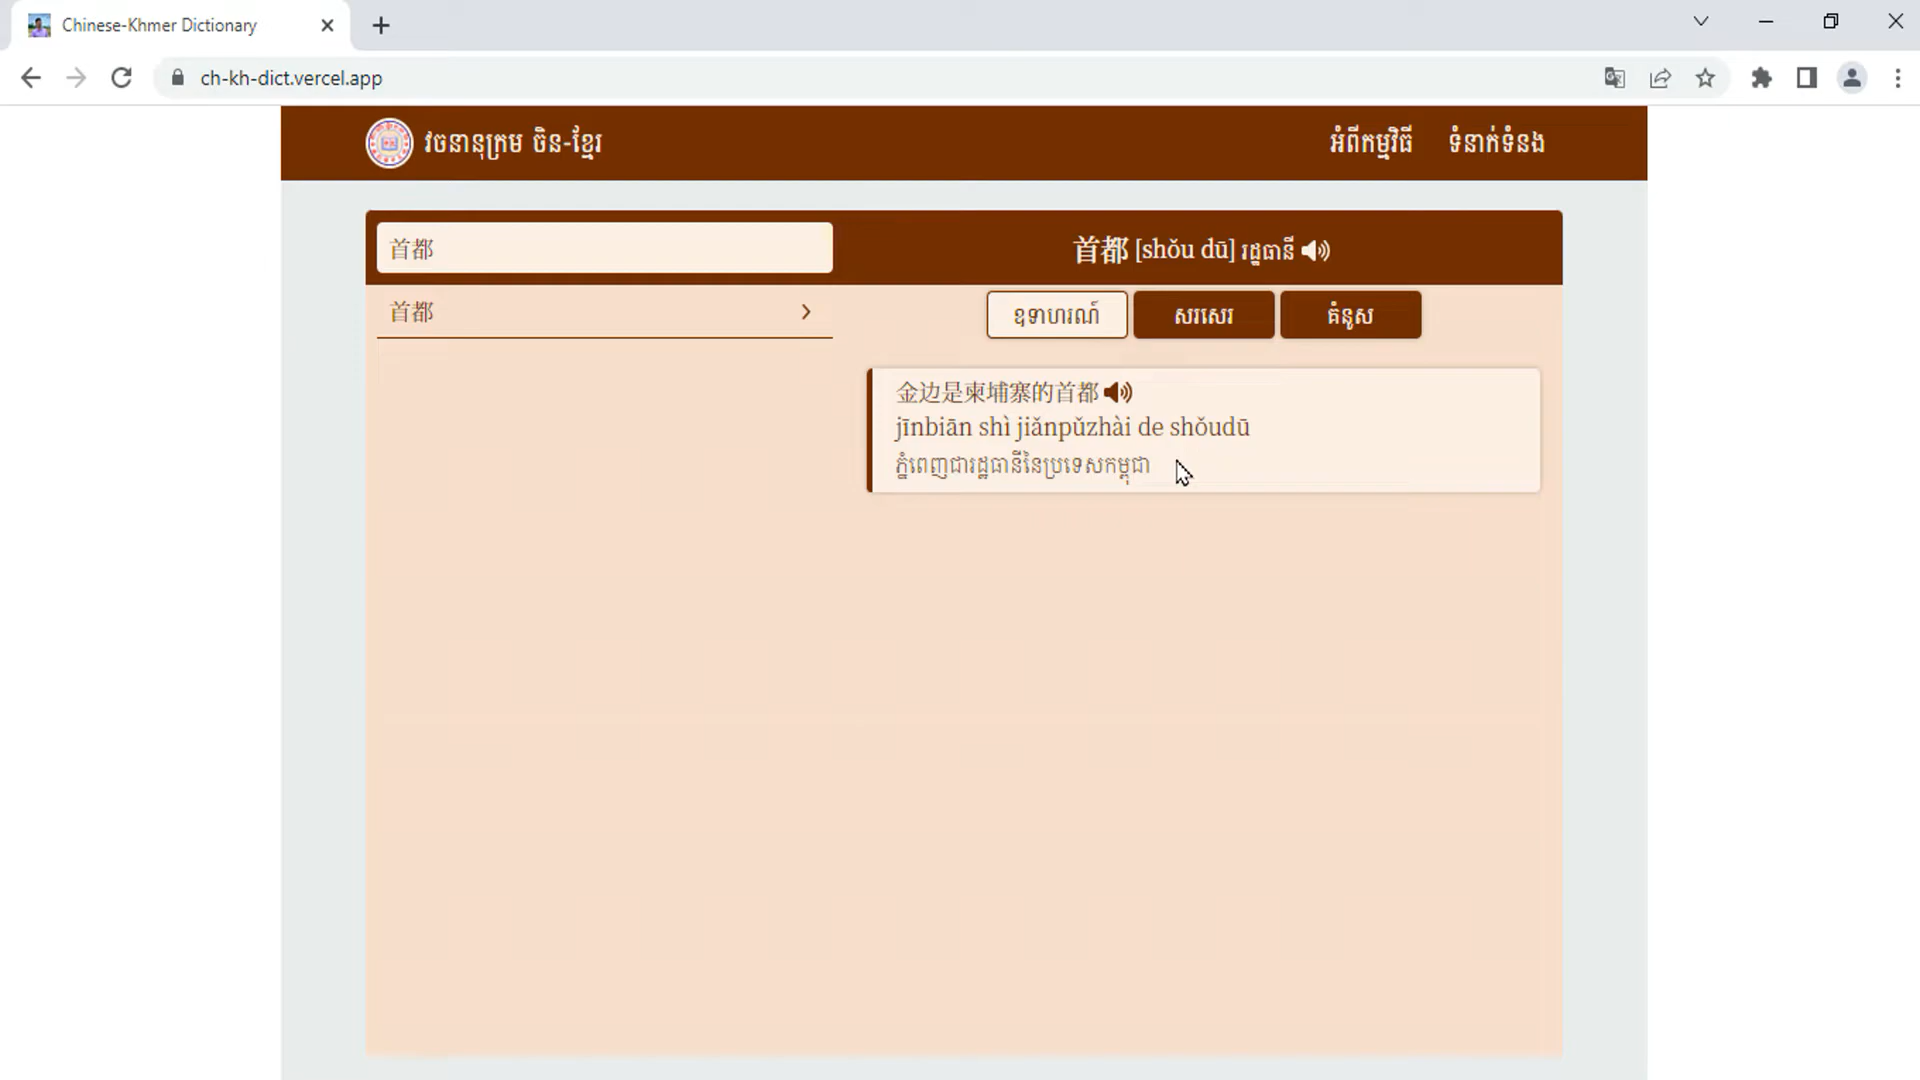 Chinese-Khmer Dictionary
ch-kh-dict.vercel.app
វចនានុក្រម ចិន-ខ្មែរ
អំពីកម្មវិធី
ទំនាក់ទំនង
首都
首都 [shǒu dū] រដ្ឋធានី
首都
ឧទាហរណ៍
សរសេរ
គំនូស
金边是柬埔寨的首都
jīnbiān shì jiǎnpǔzhài de shǒudū
ភ្នំពេញជារដ្ឋធានីនៃប្រទេសកម្ពុជា